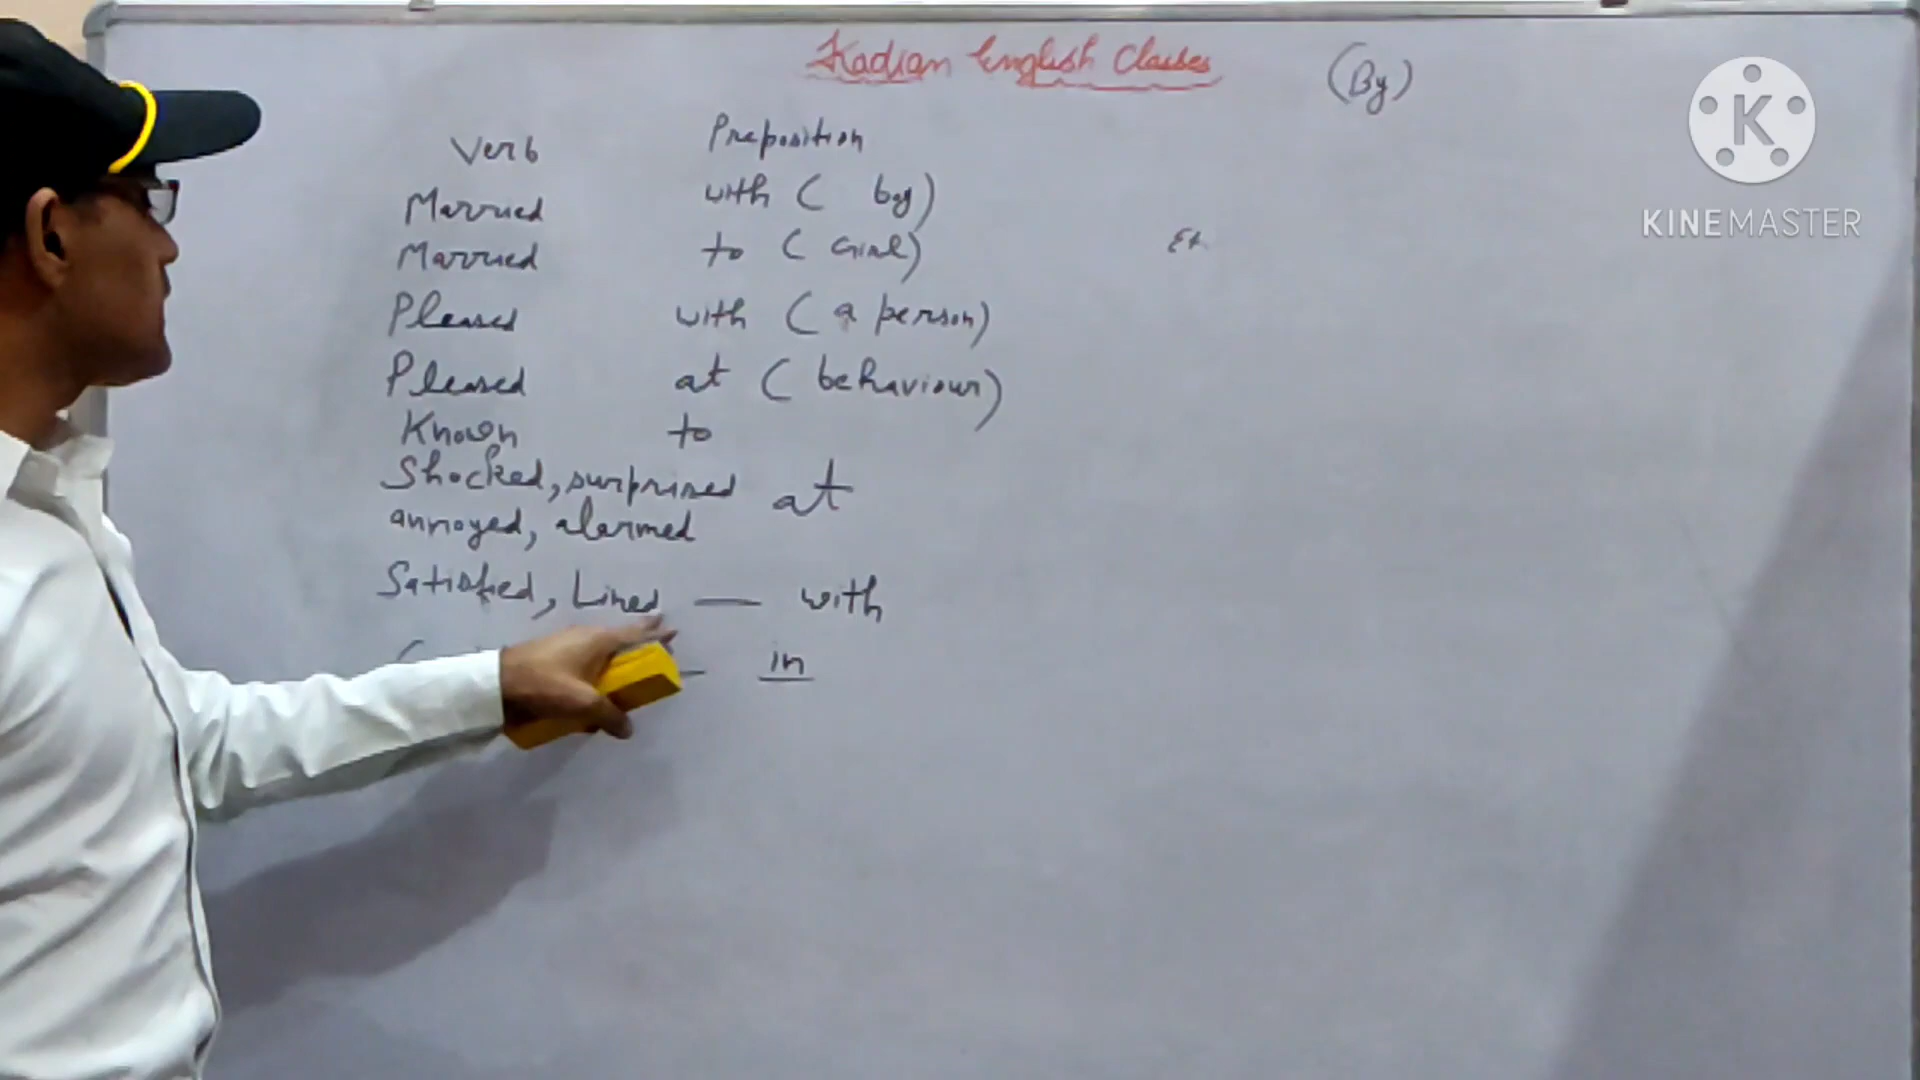 Kadian English Classes (By)
Verb Preposition
Married with ( boy)
Married to ( Girl)
Pleased with ( a person)
Pleased at ( behaviour)
Known to
Shocked, surprised at
annoyed, alarmed
Satisfied, Lined — with
in
K
KINEMASTER